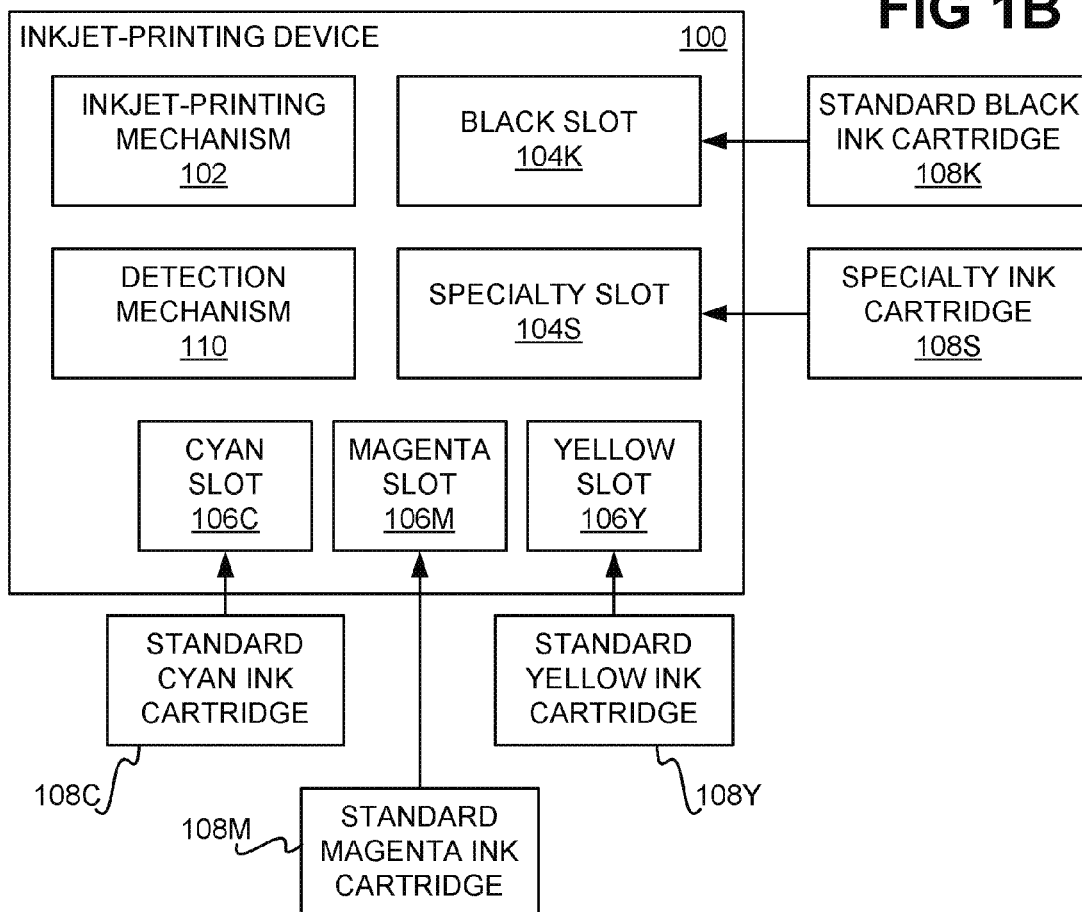 FIG 1B
INKJET-PRINTING DEVICE
100
INKJET-PRINTING
MECHANISM
102
BLACK SLOT
104K
STANDARD BLACK
INK CARTRIDGE
108K
DETECTION
MECHANISM
110
SPECIALTY SLOT
104S
SPECIALTY INK
CARTRIDGE
108S
CYAN
SLOT
106C
MAGENTA
SLOT
106M
YELLOW
SLOT
106Y
STANDARD
CYAN INK
CARTRIDGE
108C
STANDARD
YELLOW INK
CARTRIDGE
108Y
108M
STANDARD
MAGENTA INK
CARTRIDGE